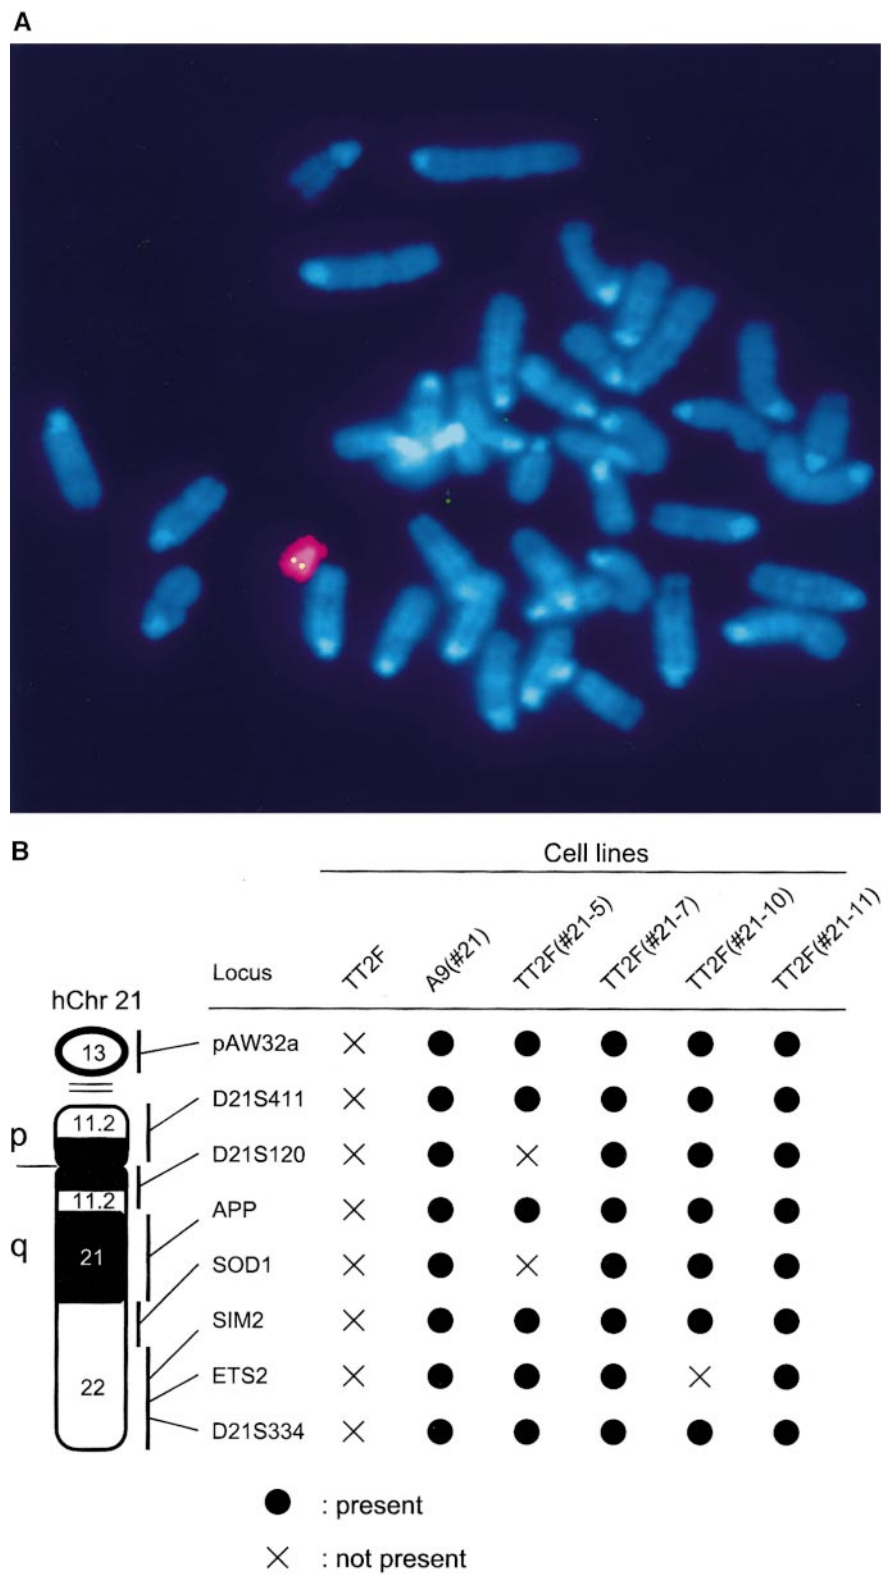 A
B
Cell lines
Locus
TT2F
A9(#21)
TT2F(#21-5)
TT2F(#21-7)
TT2F(#21-10)
TT2F(#21-11)
hChr 21
13
p
11.2
11.2
q
21
22
pAW32a
D21S411
D21S120
APP
SOD1
SIM2
ETS2
D21S334
: present
: not present